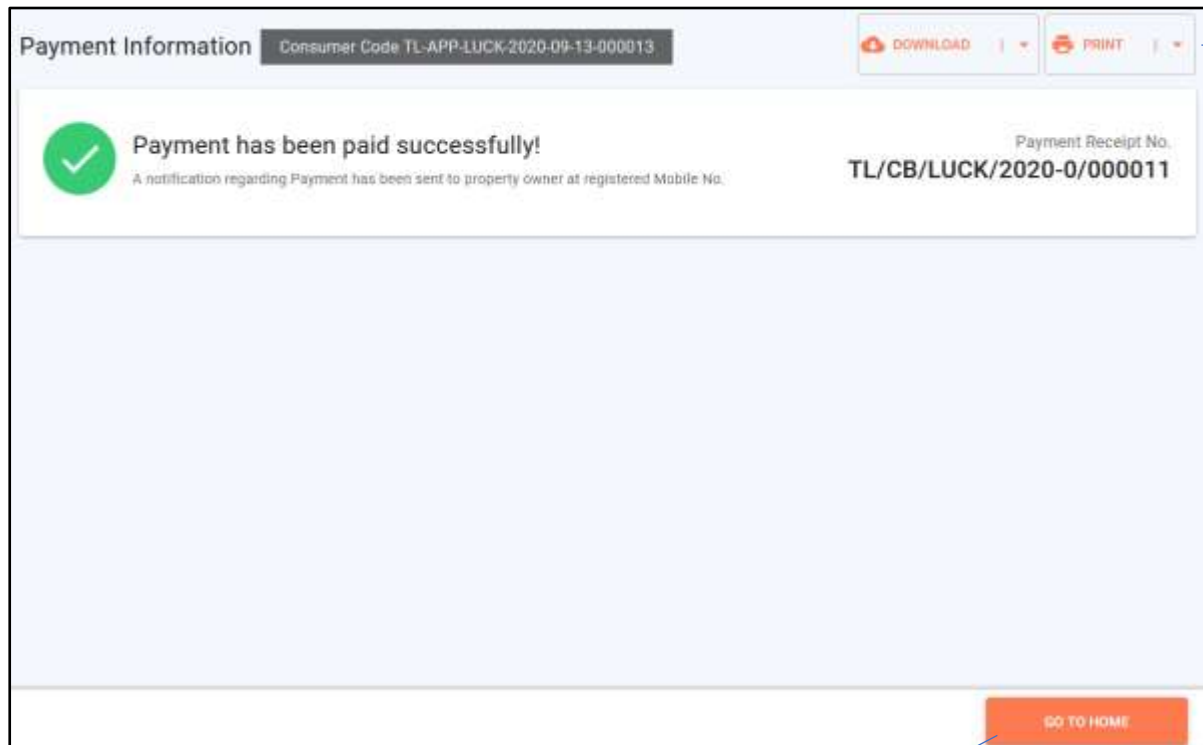 Payment Information Consumer Code TL-APP-LUCK-2020-09-13-000013 DOWNLOAD PRINT
Payment has been paid successfully! Payment Receipt No.
A notification regarding Payment has been sent to property owner at registered Mobile No. TL/CB/LUCK/2020-0/000011
GO TO HOME